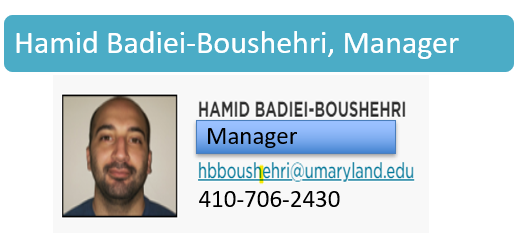 Hamid Badiei-Boushehri, Manager
HAMID BADIEI-BOUSHEHRI
Manager
hbboushehri@umaryland.edu
410-706-2430